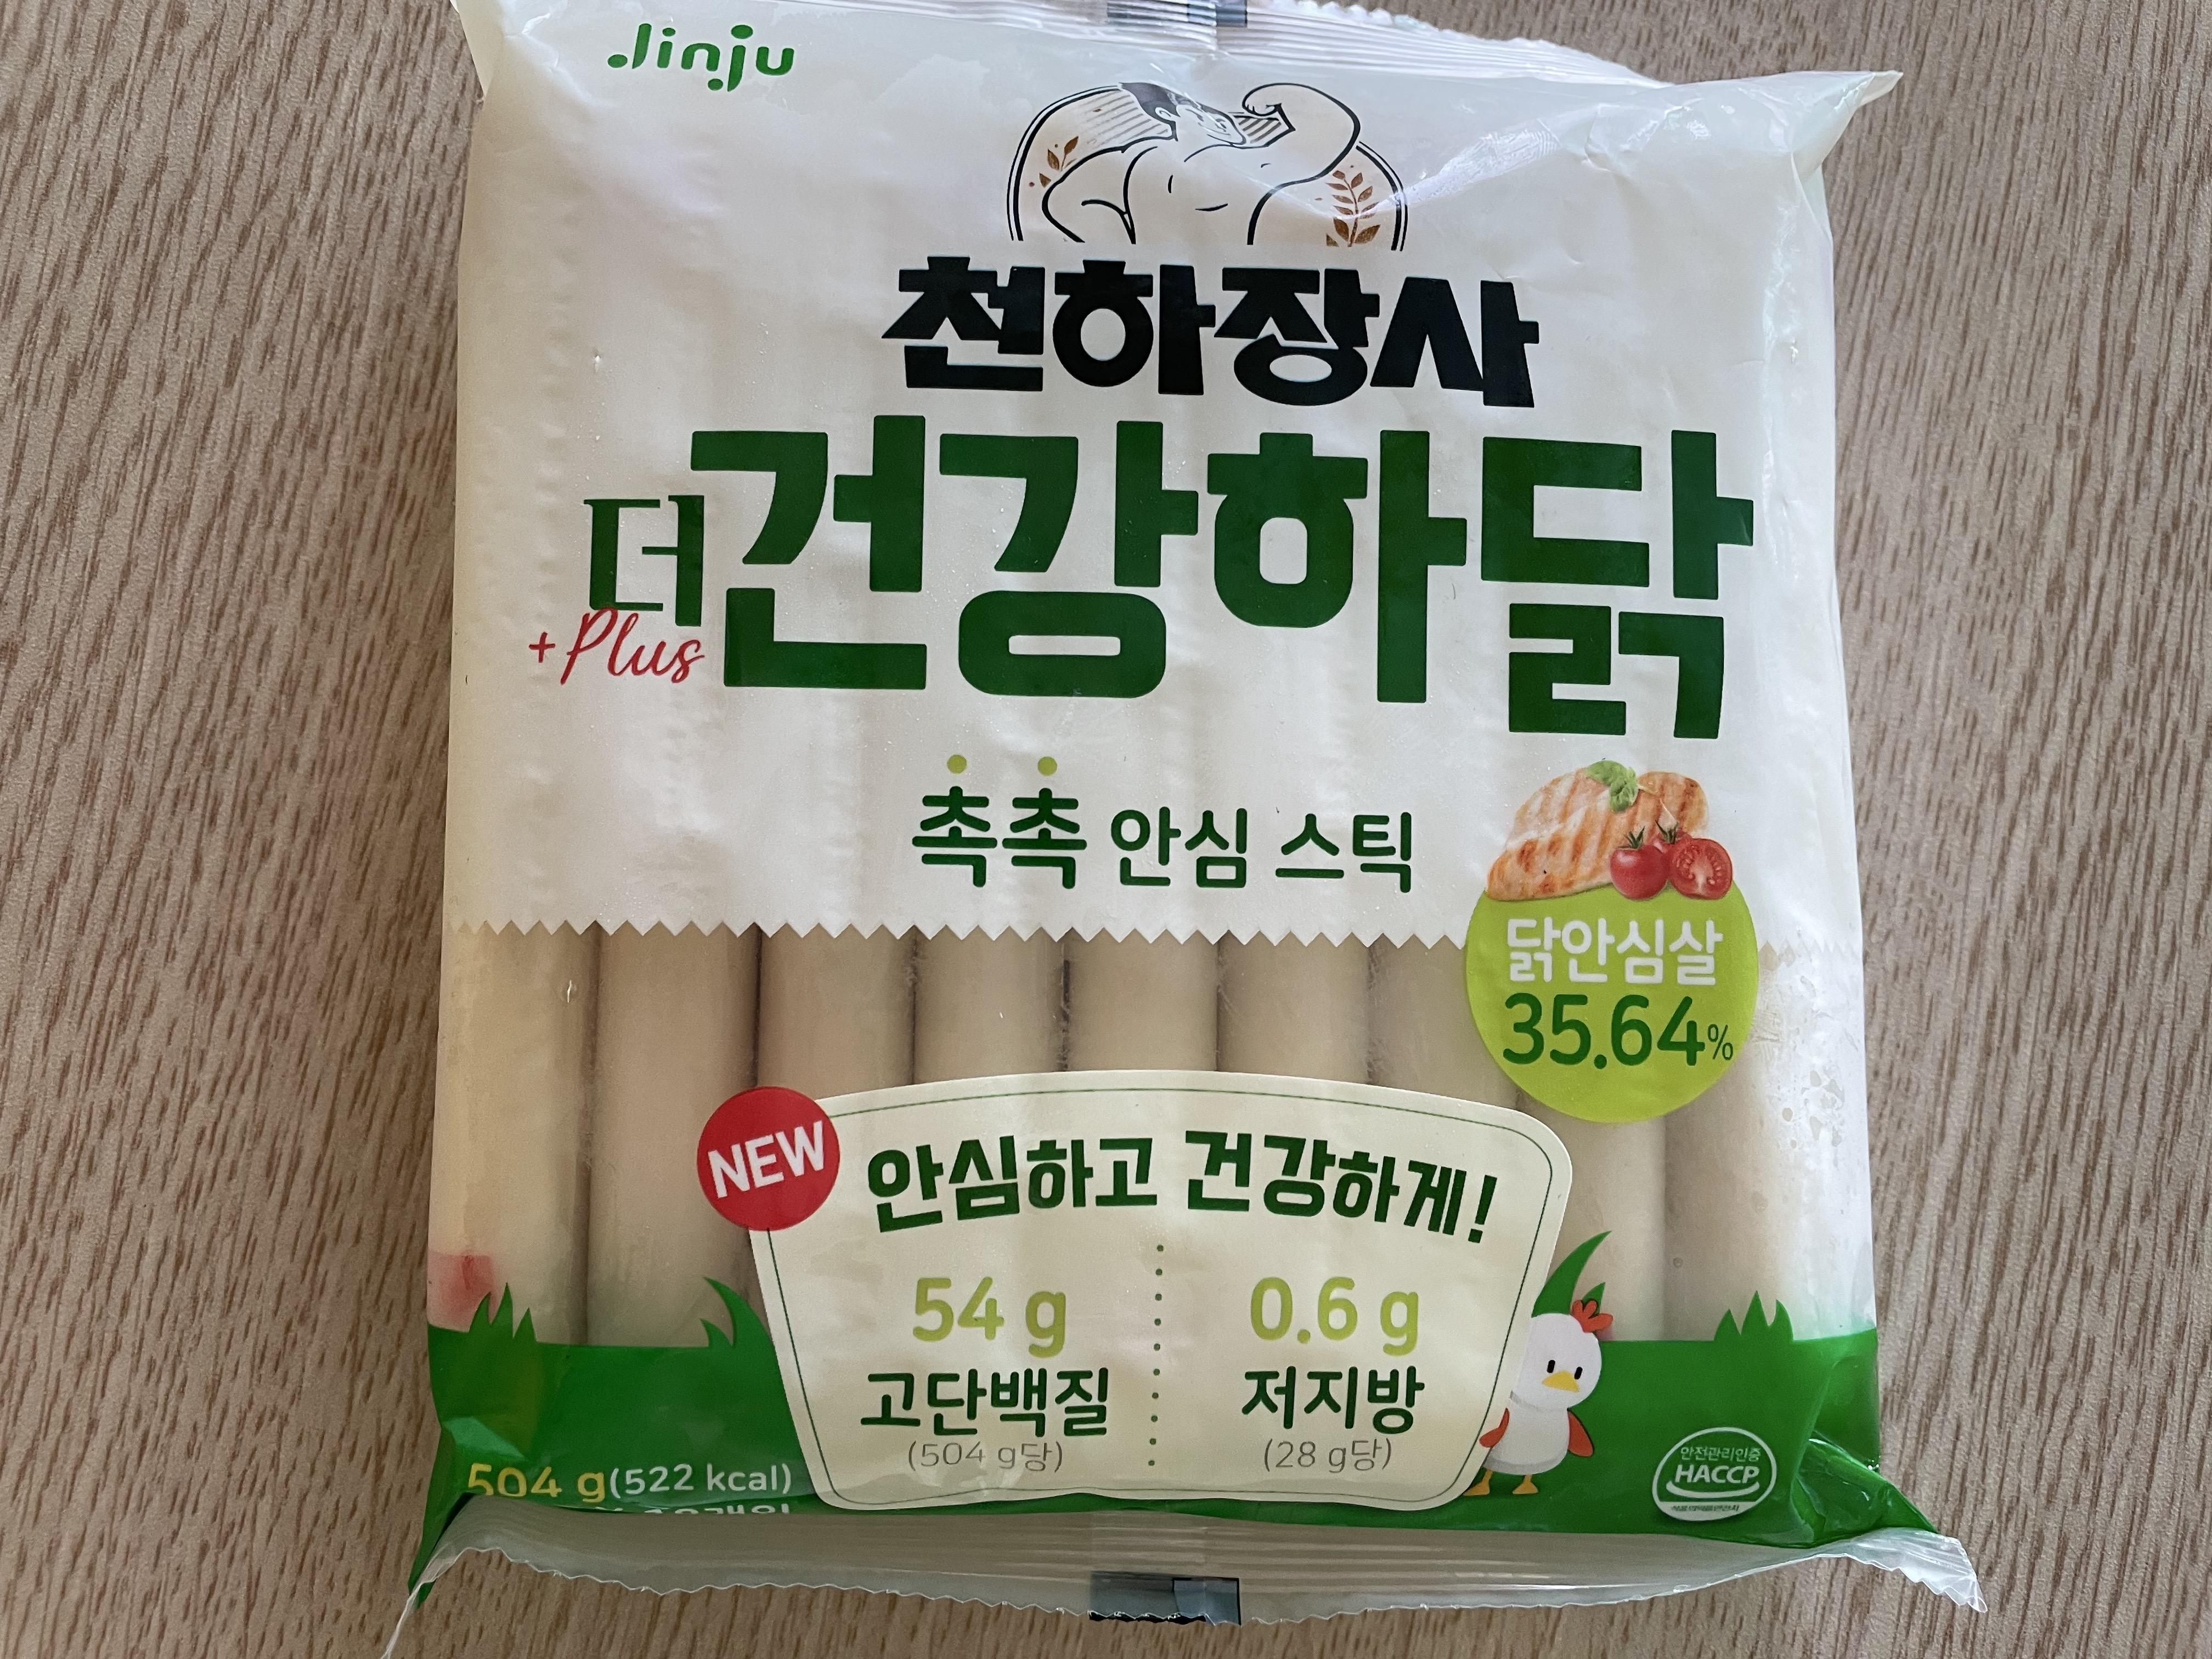 Jinju
천하장사
더건강하닭
+Plus
촉촉 안심 스틱
닭안심살
35.64%
NEW
안심하고 건강하게!
54 g
고단백질
(504 g당)
0.6 g
저지방
(28 g당)
504 g(522 kcal)
안전관리인증
HACCP